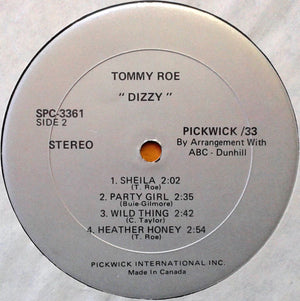 TOMMY ROE
" DIZZY "
SPC-3361
SIDE 2
STEREO
PICKWICK /33
By Arrangement With
ABC - Dunhill
1. SHEILA 2:02
(T. Roe)
2. PARTY GIRL 2:35
(Buie-Gilmore)
3. WILD THING 2:42
(C. Taylor)
4. HEATHER HONEY 2:54
(T. Roe)
PICKWICK INTERNATIONAL INC.
Made In Canada